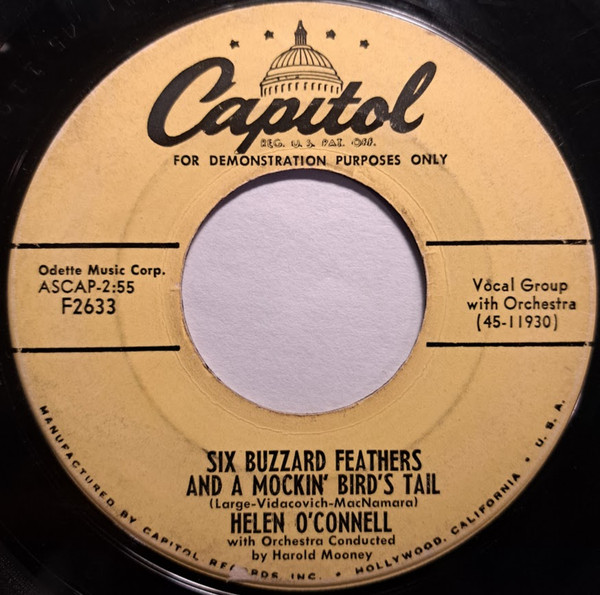 Capitol
REG. U. S. PAT. OFF.
FOR DEMONSTRATION PURPOSES ONLY
Odette Music Corp.
ASCAP-2:55
F2633
Vocal Group
with Orchestra
(45-11930)
SIX BUZZARD FEATHERS
AND A MOCKIN' BIRD'S TAIL
(Large-Vidacovich-MacNamara)
HELEN O'CONNELL
with Orchestra Conducted
by Harold Mooney
MANUFACTURED BY CAPITOL RECORDS, INC. • HOLLYWOOD, CALIFORNIA • U. S. A.